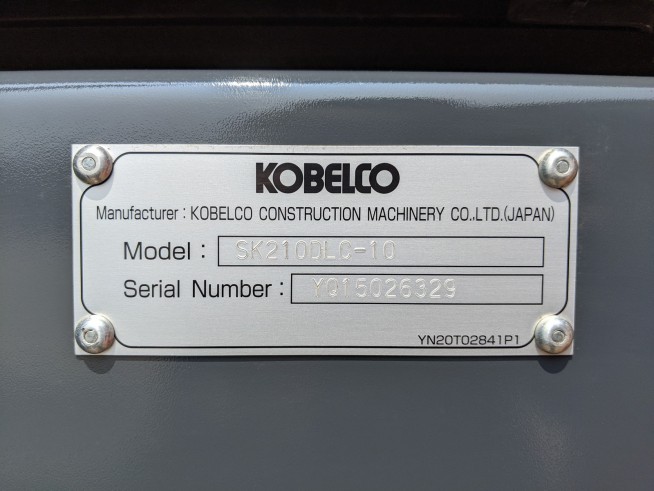 KOBELCO
Manufacturer : KOBELCO CONSTRUCTION MACHINERY CO.,LTD.(JAPAN)
Model : SK210DLC-10
Serial Number : YQ15026329
YN20T02841P1